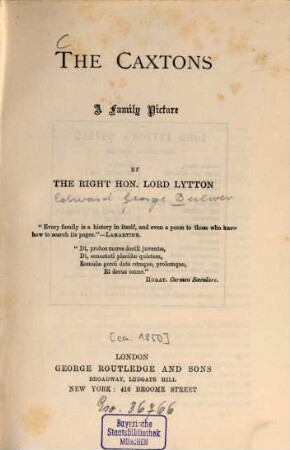 THE CAXTONS
A Family Picture
BY
THE RIGHT HON. LORD LYTTON
Edward George Bulwer
"Every family is a history in itself, and even a poem to those who know
how to search its pages."—LAMARTINE.
"Di, probos mores docili juventæ,
Di, senectuti placidæ quietem,
Romulæ genti date remque, prolemque,
Et decus omne."
HORAT. Carmen Sæculare.
[ca. 1880]
LONDON
GEORGE ROUTLEDGE AND SONS
BROADWAY, LUDGATE HILL
NEW YORK: 416 BROOME STREET
36266
Bayerische
Staatsbibliothek
MÜNCHEN